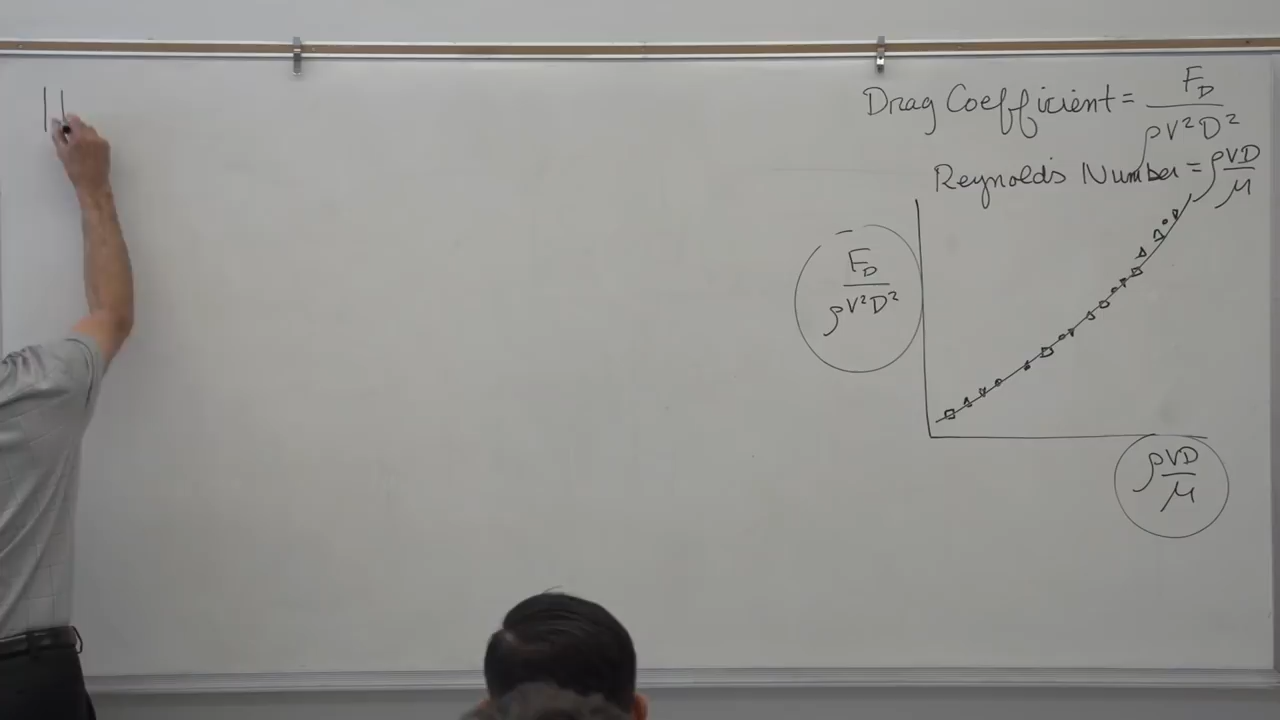 Drag Coefficient = F_D / ρV²D²
Reynolds Number = ρVD / μ
F_D / ρV²D²
ρVD / μ